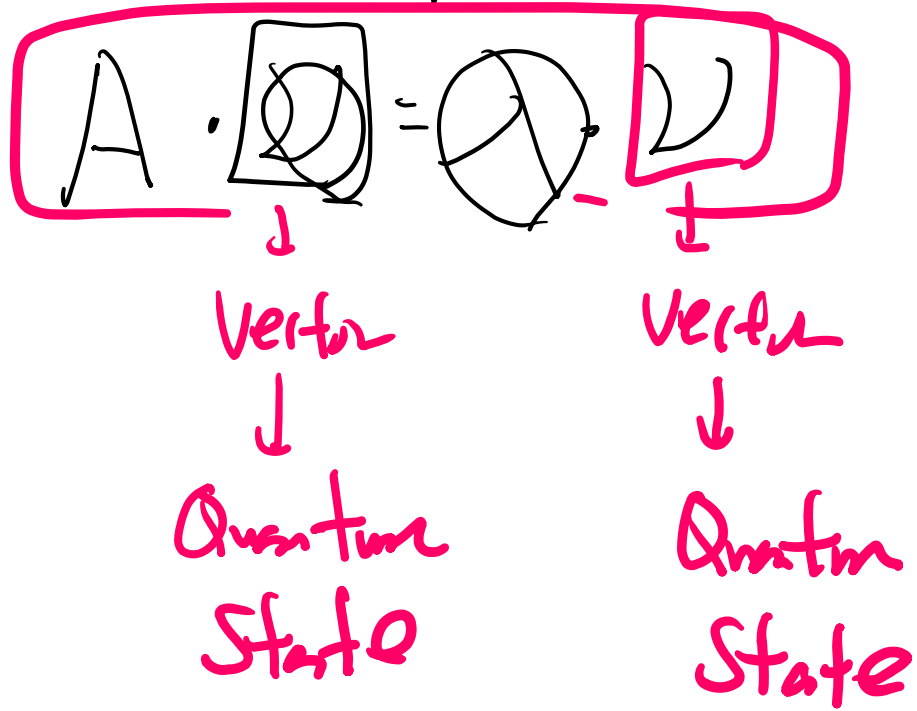 A · v = λ · v
Vector Vector
Quantum Quantum
State State